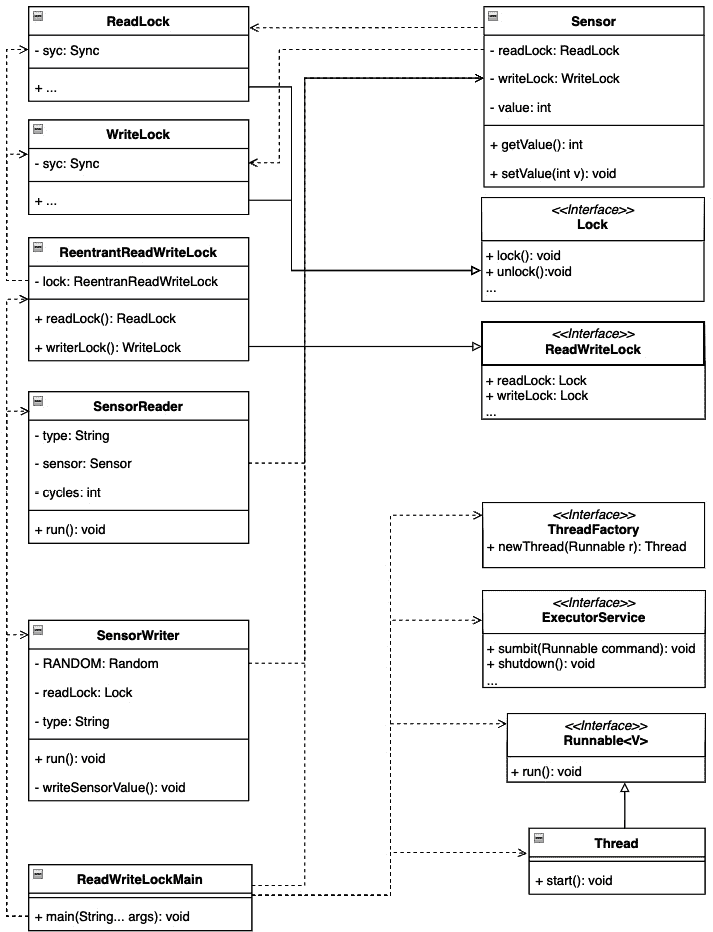 ReadLock
- syc: Sync
+ ...
WriteLock
- syc: Sync
+ ...
ReentrantReadWriteLock
- lock: ReentranReadWriteLock
+ readLock(): ReadLock
+ writerLock(): WriteLock
SensorReader
- type: String
- sensor: Sensor
- cycles: int
+ run(): void
SensorWriter
- RANDOM: Random
- readLock: Lock
- type: String
+ run(): void
- writeSensorValue(): void
ReadWriteLockMain
+ main(String... args): void
Sensor
- readLock: ReadLock
- writeLock: WriteLock
- value: int
+ getValue(): int
+ setValue(int v): void
<<Interface>>
Lock
+ lock(): void
+ unlock():void
...
<<Interface>>
ReadWriteLock
+ readLock: Lock
+ writeLock: Lock
...
<<Interface>>
ThreadFactory
+ newThread(Runnable r): Thread
<<Interface>>
ExecutorService
+ sumbit(Runnable command): void
+ shutdown(): void
...
<<Interface>>
Runnable<V>
+ run(): void
Thread
+ start(): void